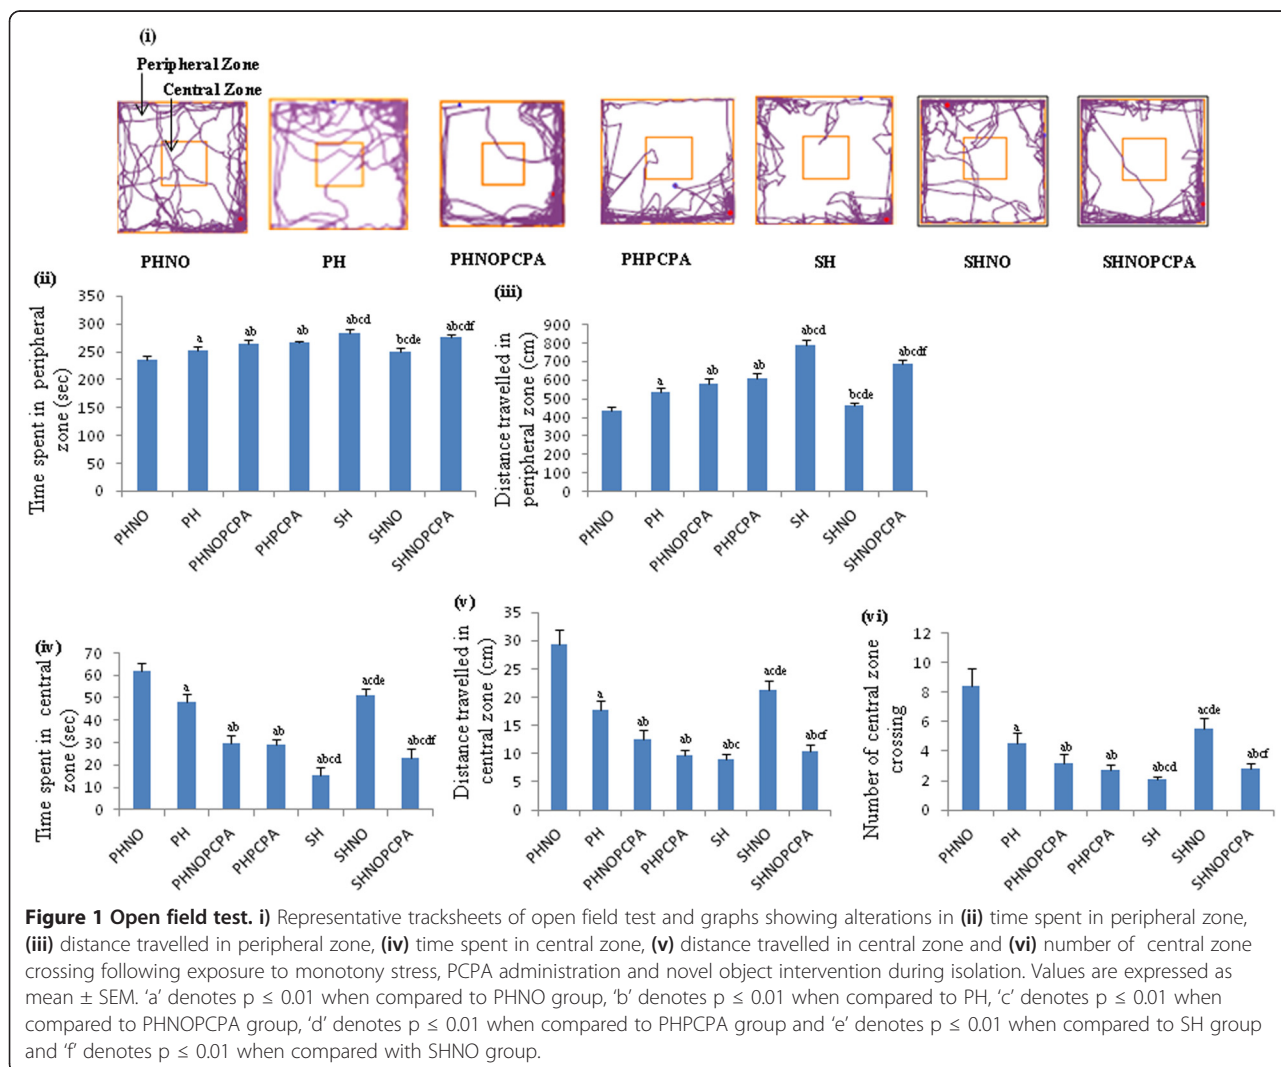 (i)
Peripheral Zone
Central Zone
PHNO PH PHNOPCPA PHPCPA SH SHNO SHNOPCPA
(ii)
Time spent in peripheral
zone (sec)
350
300
250
200
150
100
50
0
a
ab
ab
abcd
bcde
abcdf
PHNO
PH
PHNOPCPA
PHPCPA
SH
SHNO
SHNOPCPA
(iii)
Distance travelled in
peripheral zone (cm)
900
800
700
600
500
400
300
200
100
0
a
ab
ab
abcd
bcde
abcdf
PHNO
PH
PHNOPCPA
PHPCPA
SH
SHNO
SHNOPCPA
(iv)
Time spent in central
zone (sec)
70
60
50
40
30
20
10
0
a
ab
ab
abcd
acde
abcdf
PHNO
PH
PHNOPCPA
PHPCPA
SH
SHNO
SHNOPCPA
(v)
Distance travelled in
central zone (cm)
35
30
25
20
15
10
5
0
a
ab
ab
abc
acde
abcf
PHNO
PH
PHNOPCPA
PHPCPA
SH
SHNO
SHNOPCPA
(vi)
Number of central zone
crossing
12
10
8
6
4
2
0
a
ab
ab
abcd
acde
abcf
PHNO
PH
PHNOPCPA
PHPCPA
SH
SHNO
SHNOPCPA
Figure 1 Open field test. i) Representative tracksheets of open field test and graphs showing alterations in (ii) time spent in peripheral zone,
(iii) distance travelled in peripheral zone, (iv) time spent in central zone, (v) distance travelled in central zone and (vi) number of central zone
crossing following exposure to monotony stress, PCPA administration and novel object intervention during isolation. Values are expressed as
mean ± SEM. ‘a’ denotes p ≤ 0.01 when compared to PHNO group, ‘b’ denotes p ≤ 0.01 when compared to PH, ‘c’ denotes p ≤ 0.01 when
compared to PHNOPCPA group, ‘d’ denotes p ≤ 0.01 when compared to PHPCPA group and ‘e’ denotes p ≤ 0.01 when compared to SH group
and ‘f’ denotes p ≤ 0.01 when compared with SHNO group.